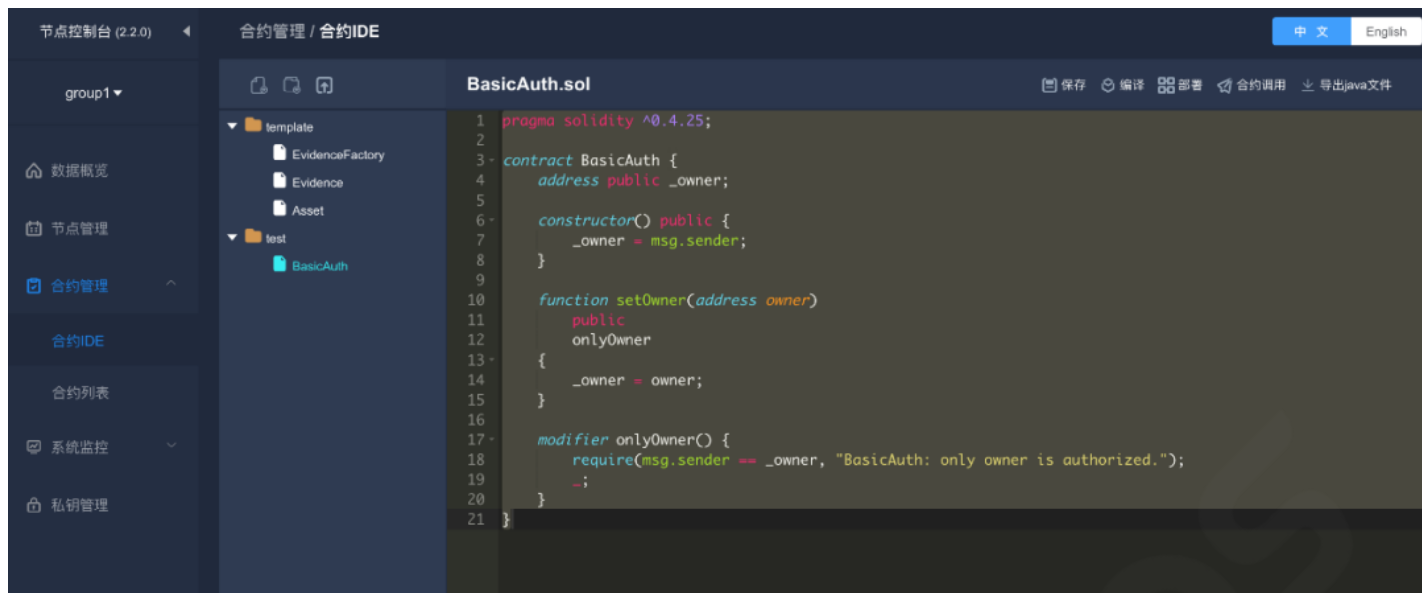 节点控制台 (2.2.0)
合约管理 / 合约IDE
中 文
English
group1
数据概览
节点管理
合约管理
合约IDE
合约列表
系统监控
私钥管理
template
EvidenceFactory
Evidence
Asset
test
BasicAuth
BasicAuth.sol
保存 编译 部署 合约调用 导出java文件
1 pragma solidity ^0.4.25;
2
3 contract BasicAuth {
4 address public _owner;
5
6 constructor() public {
7 _owner = msg.sender;
8 }
9
10 function setOwner(address owner)
11 public
12 onlyOwner
13 {
14 _owner = owner;
15 }
16
17 modifier onlyOwner() {
18 require(msg.sender == _owner, "BasicAuth: only owner is authorized.");
19 _;
20 }
21 }